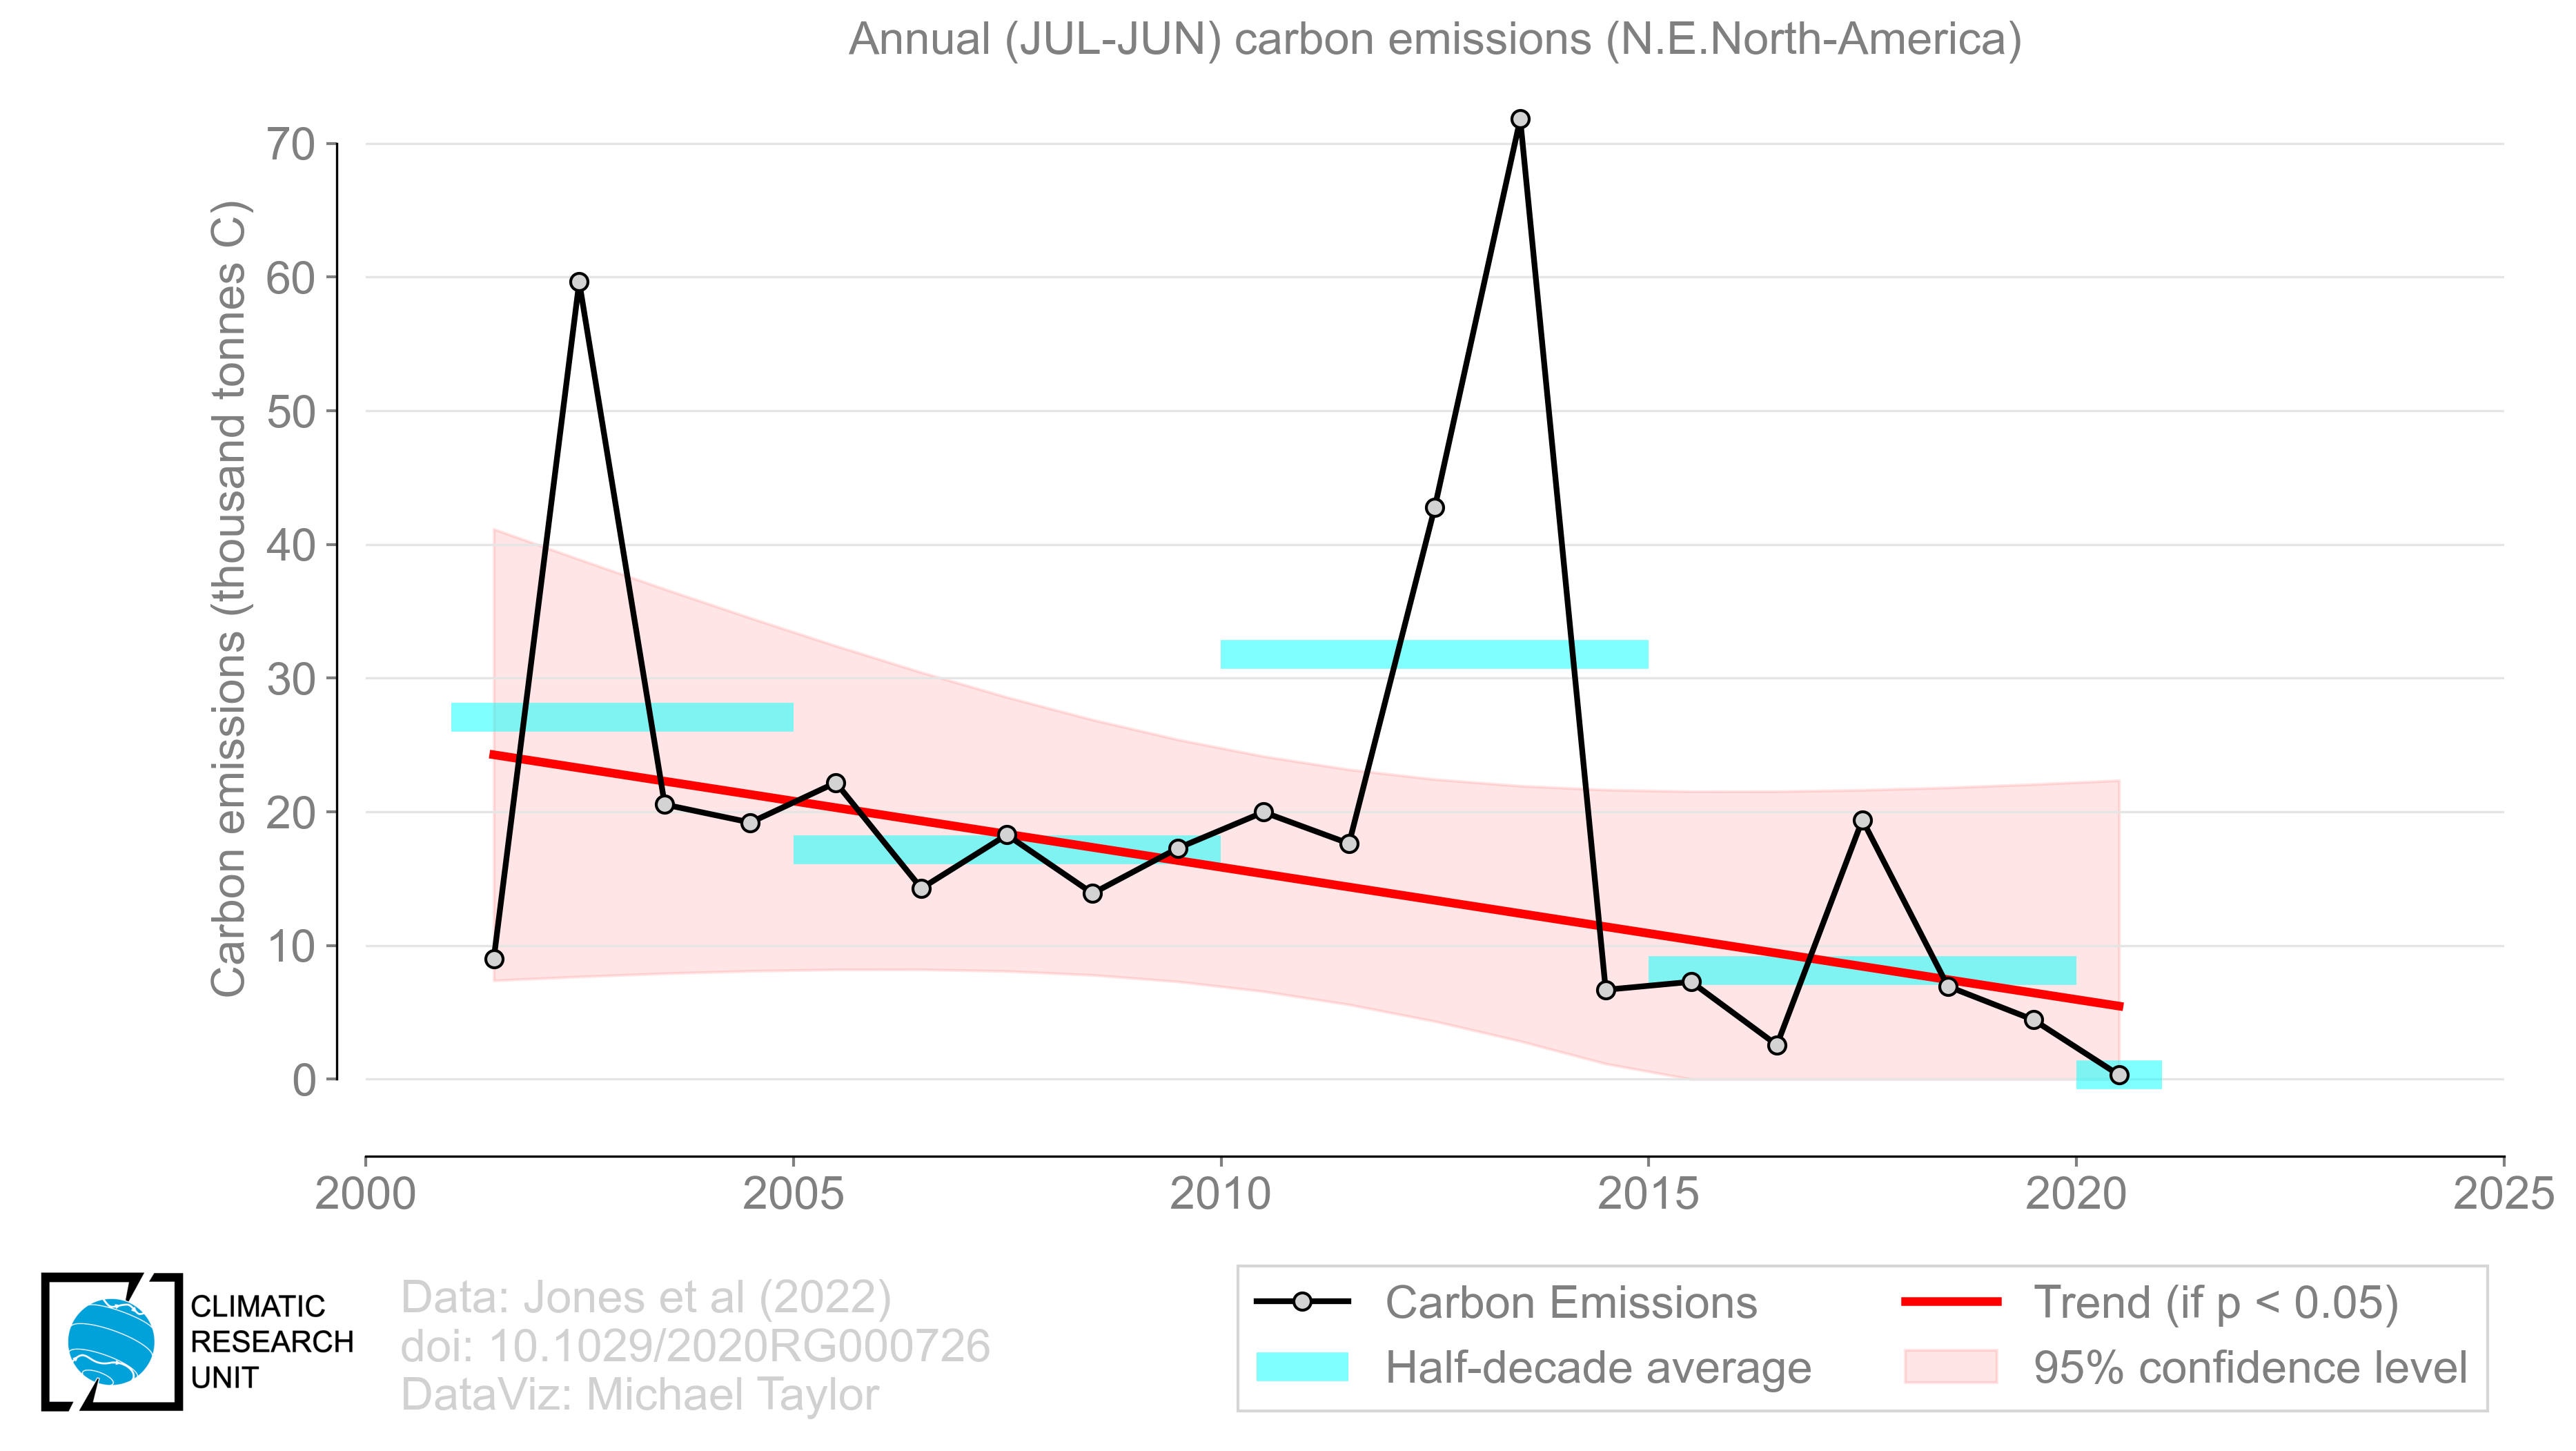 Annual (JUL-JUN) carbon emissions (N.E.North-America)
Carbon emissions (thousand tonnes C)
70
60
50
40
30
20
10
0
2000 2005 2010 2015 2020 2025
CLIMATIC
RESEARCH
UNIT
Data: Jones et al (2022)
doi: 10.1029/2020RG000726
DataViz: Michael Taylor
Carbon Emissions
Half-decade average
Trend (if p < 0.05)
95% confidence level